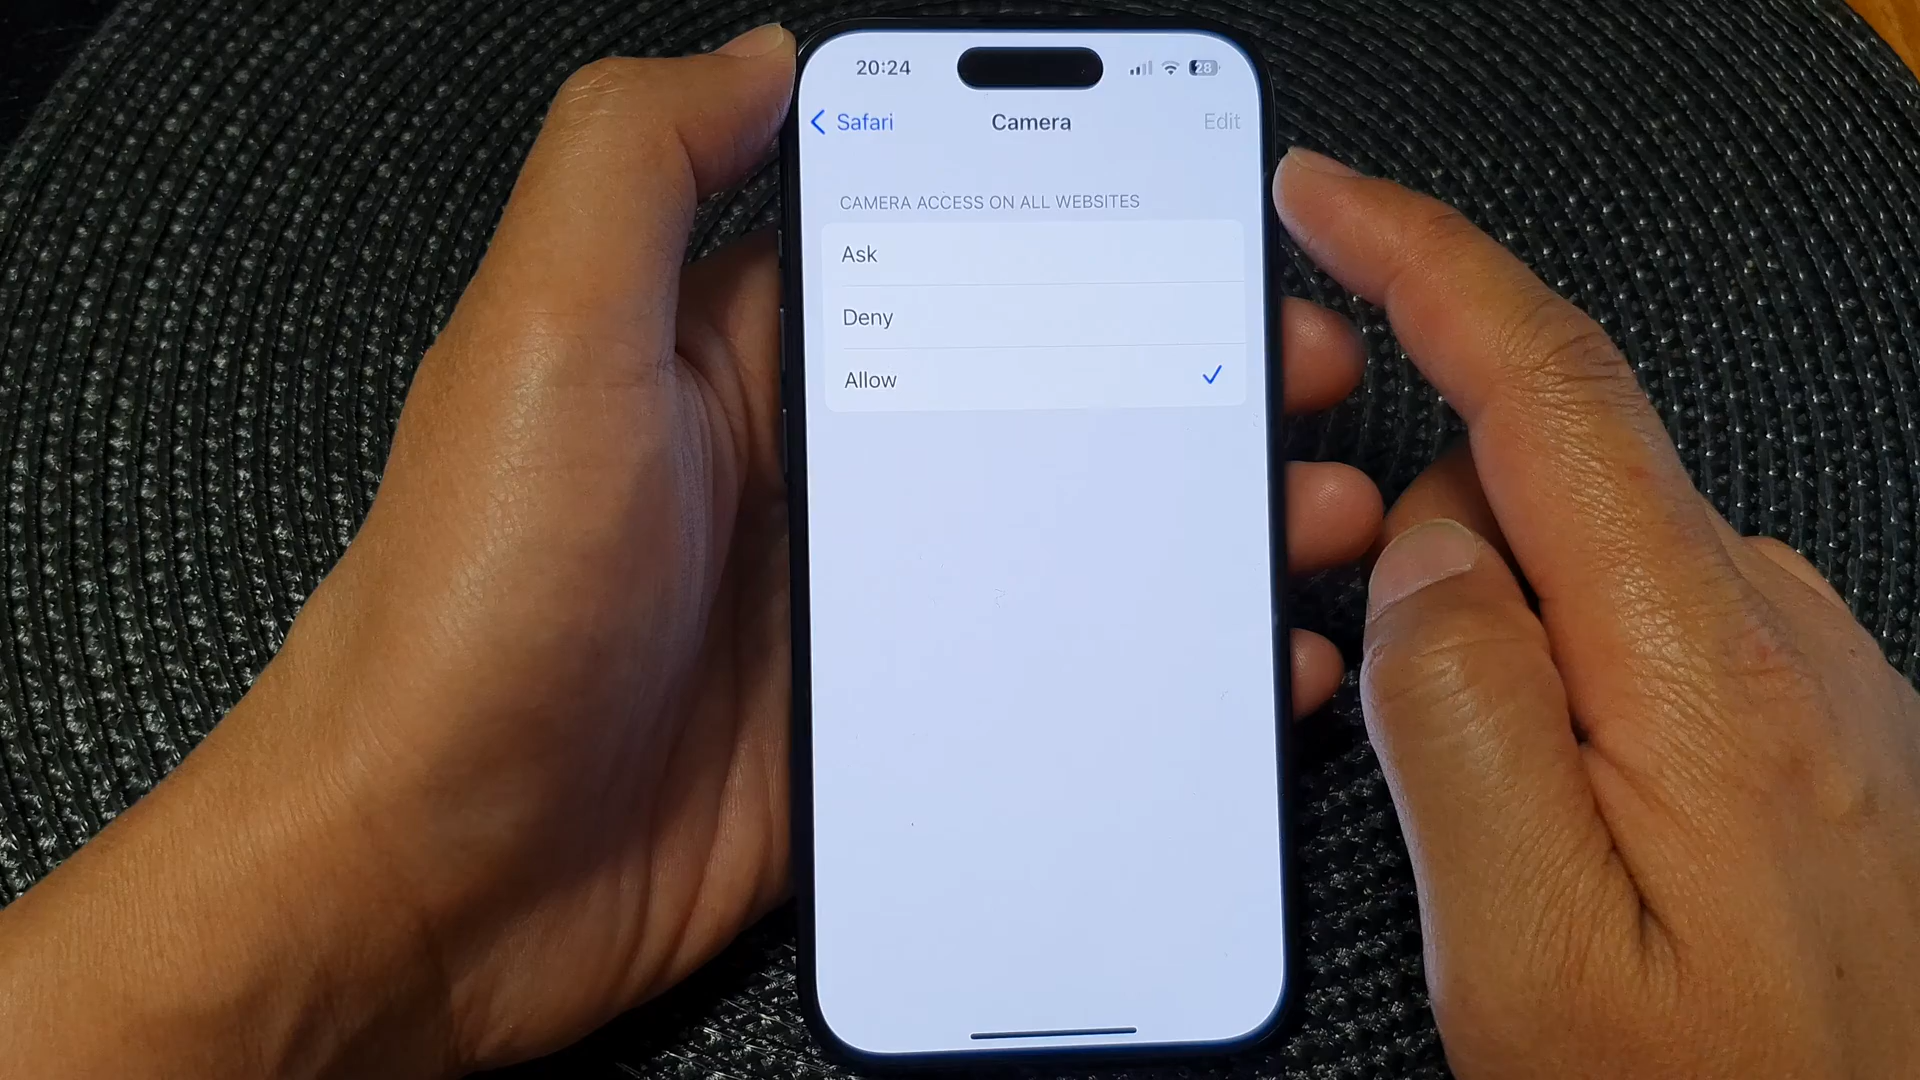 20:24 28
Safari Camera Edit
CAMERA ACCESS ON ALL WEBSITES
Ask
Deny
Allow